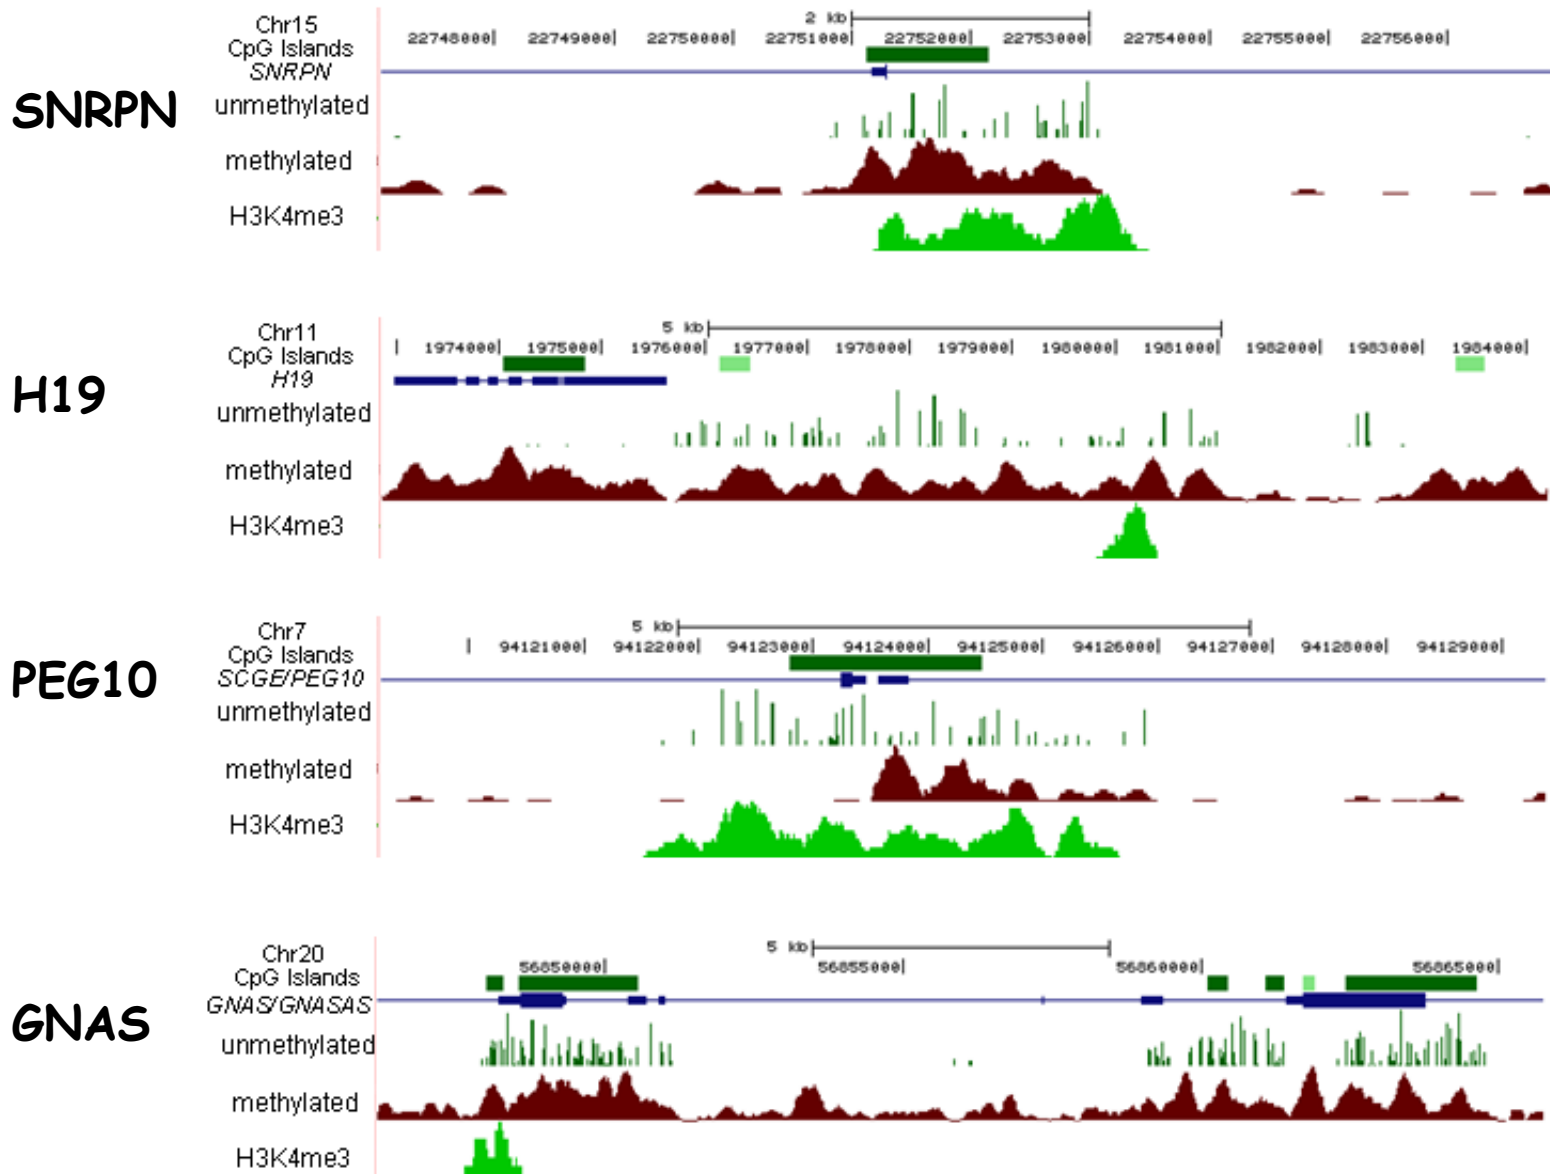 SNRPN
Chr15
2 kb
22748000| 22749000| 22750000| 22751000| 22752000| 22753000| 22754000| 22755000| 22756000|
CpG Islands
SNRPN
unmethylated
methylated
H3K4me3
H19
Chr11
5 kb
1974000| 1975000| 1976000| 1977000| 1978000| 1979000| 1980000| 1981000| 1982000| 1983000| 1984000|
CpG Islands
H19
unmethylated
methylated
H3K4me3
PEG10
Chr7
5 kb
94121000| 94122000| 94123000| 94124000| 94125000| 94126000| 94127000| 94128000| 94129000|
CpG Islands
SCGE/PEG10
unmethylated
methylated
H3K4me3
GNAS
Chr20
5 kb
56850000| 56855000| 56860000| 56865000|
CpG Islands
GNAS/GNASAS
unmethylated
methylated
H3K4me3